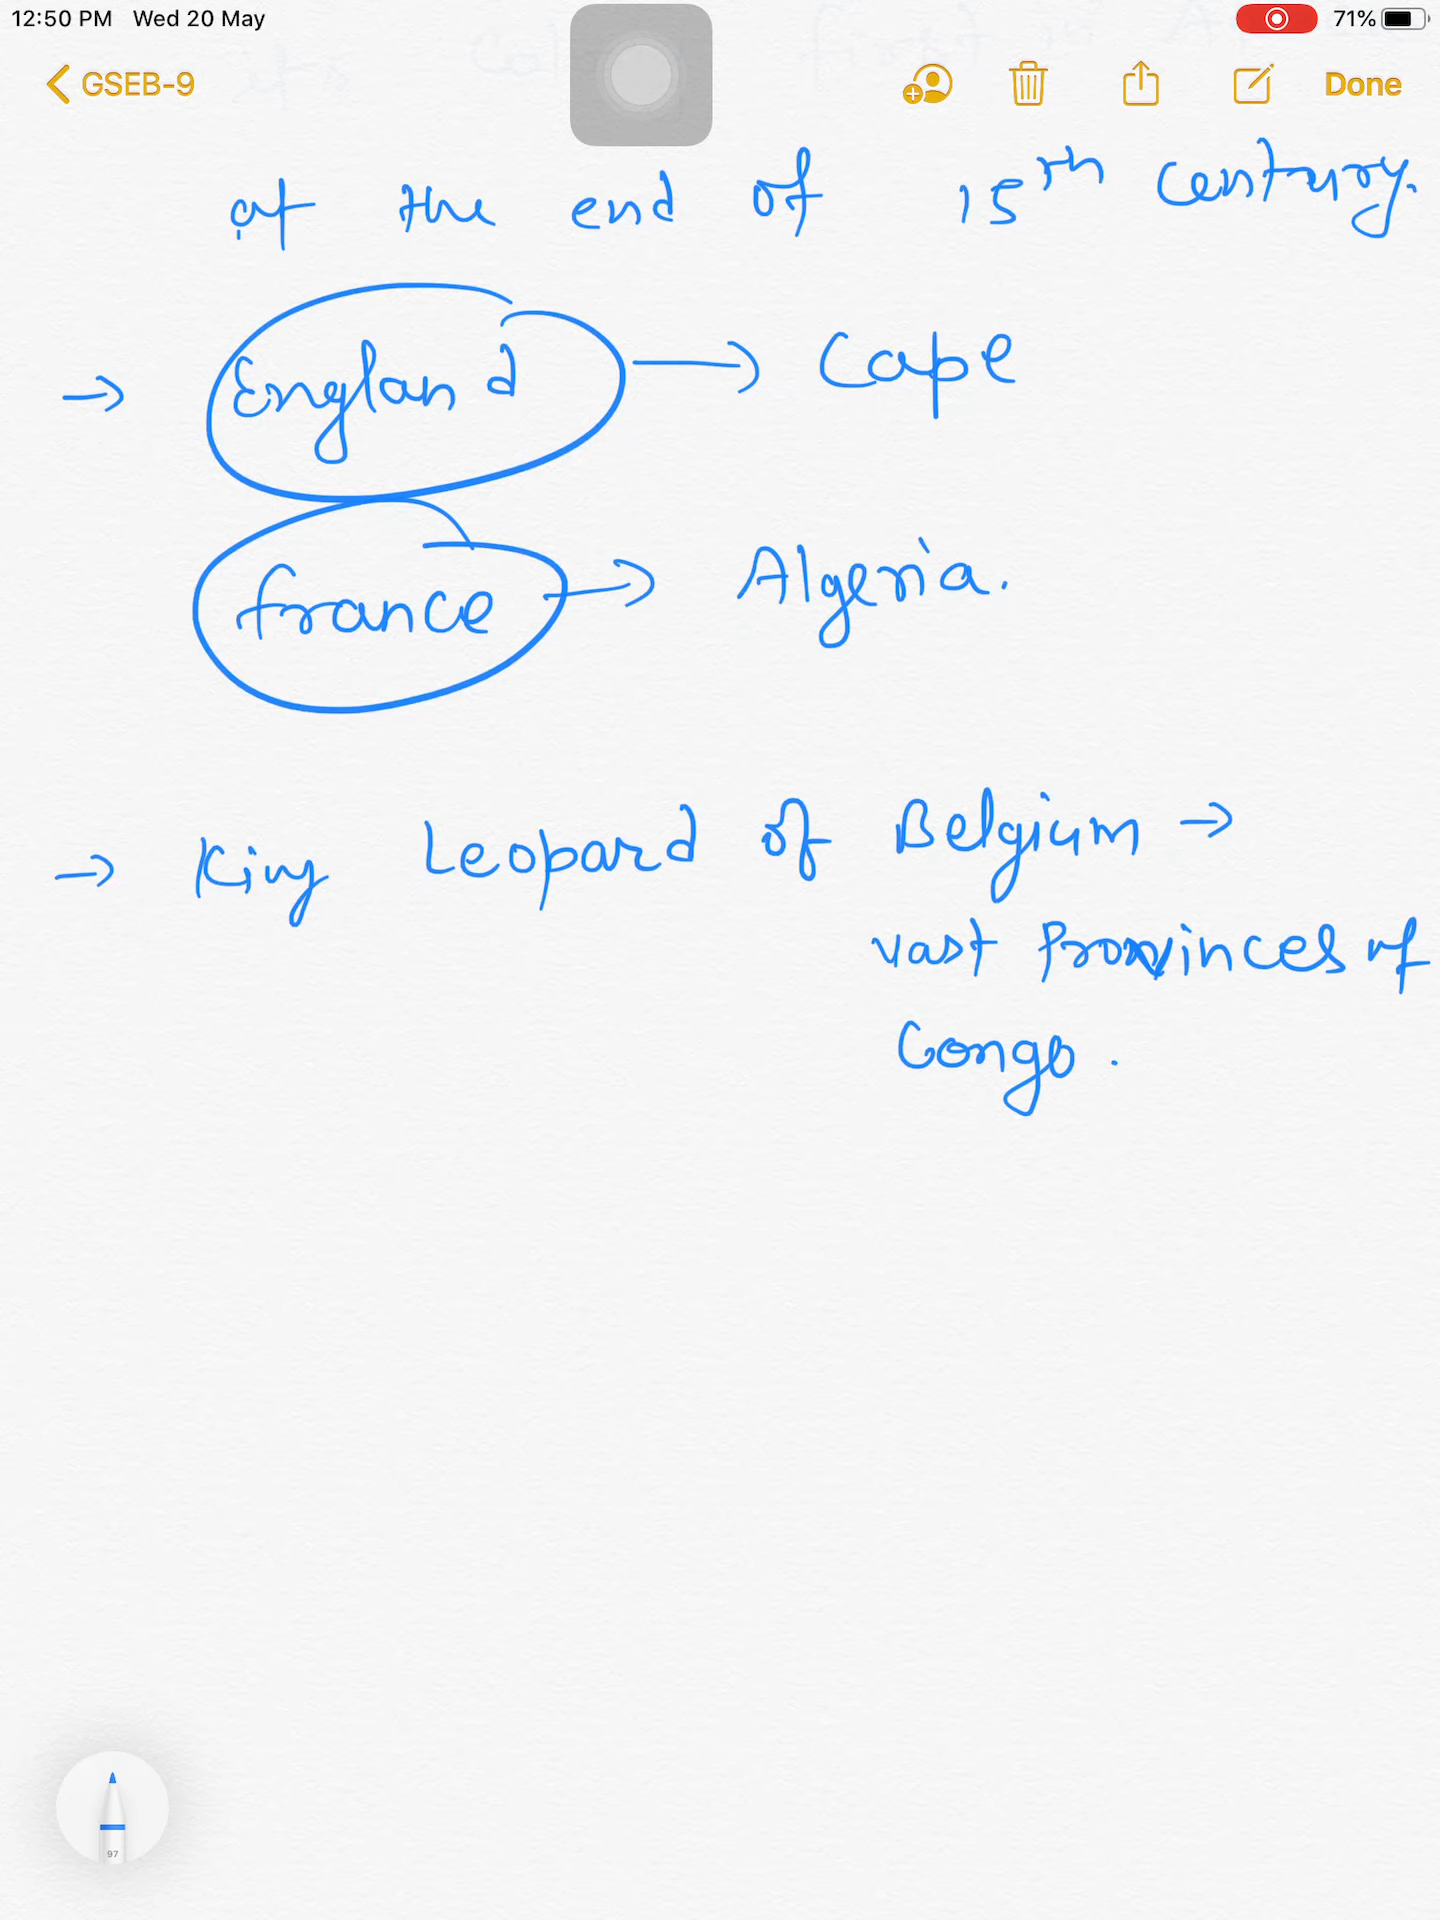 12:50 PM Wed 20 May 71%
GSEB-9 Done
at the end of 15th century.
→ England → Cape
france → Algeria.
→ King Leopard of Belgium →
vast Provinces of
Congo.
97